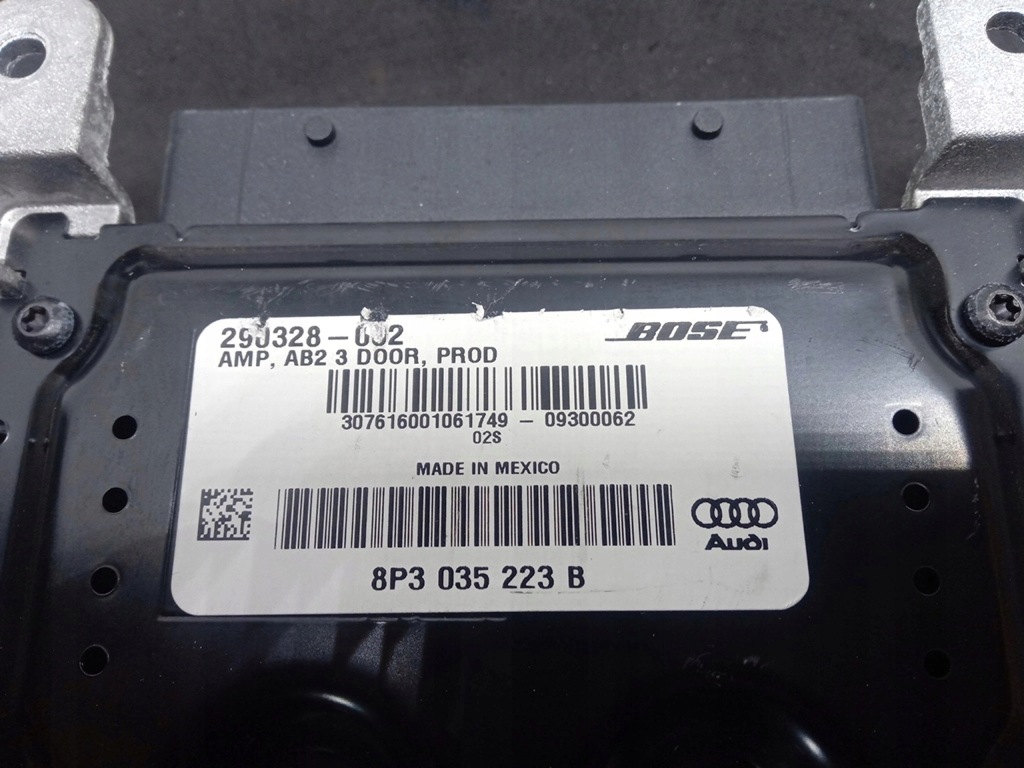 290328-002
BOSE
AMP, AB2 3 DOOR, PROD
307616001061749 - 09300062
02S
MADE IN MEXICO
Audi
8P3 035 223 B